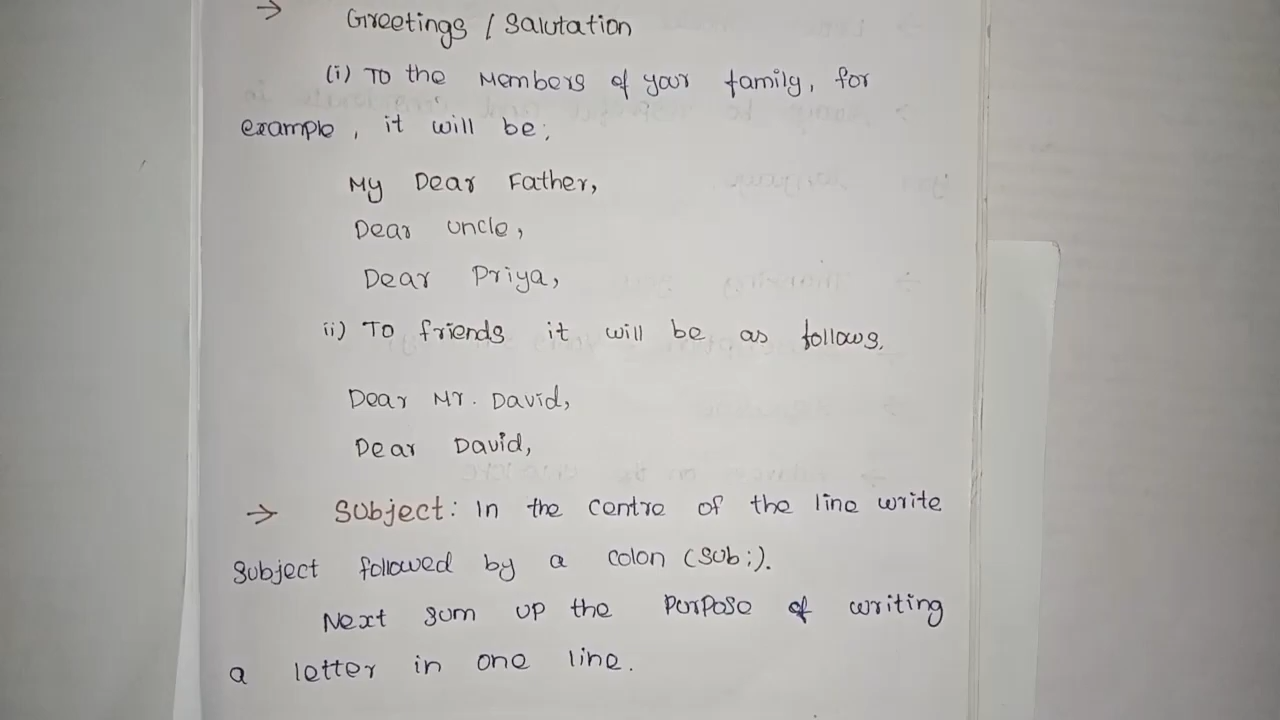 → Greetings / Salutation
(i) To the Members of your family, for
example, it will be;
My Dear Father,
Dear uncle,
Dear Priya,
ii) To friends it will be as follows.
Dear Mr. David,
Dear David,
→ Subject: In the centre of the line write
Subject followed by a colon (Sub:).
Next sum up the purpose of writing
a letter in one line.